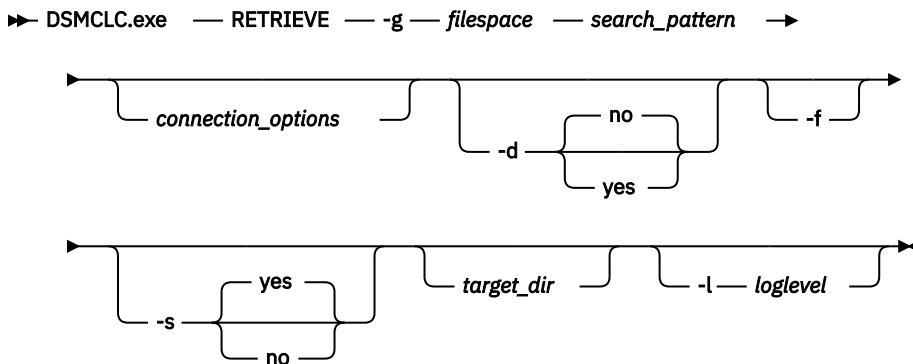 DSMCLC.exe RETRIEVE -g filespace search_pattern
connection_options
no
-d
yes
-f
yes
-s
no
target_dir
-l loglevel